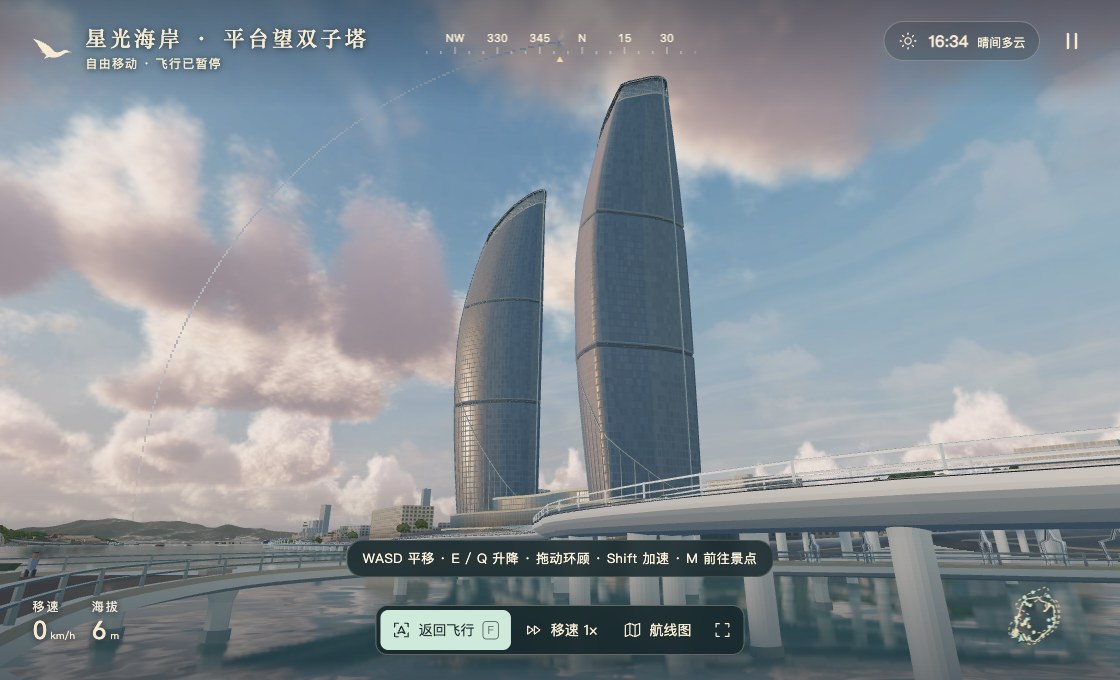 星光海岸 · 平台望双子塔
自由移动 · 飞行已暂停
NW 330 345 N 15 30
16:34 晴间多云
WASD 平移 · E / Q 升降 · 拖动环顾 · Shift 加速 · M 前往景点
移速 海拔
0 km/h 6 m
返回飞行 F 移速 1x 航线图